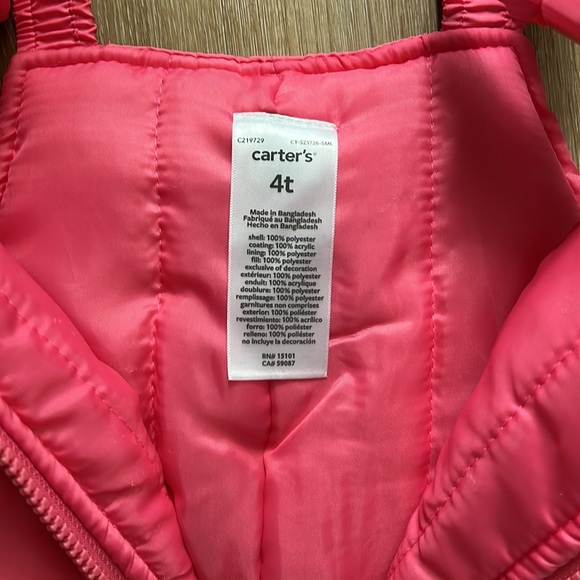 C219729 CY-SZ1726-SM6
carter's®
4t
Made in Bangladesh
Fabriqué au Bangladesh
Hecho en Bangladesh
shell: 100% polyester
coating: 100% acrylic
lining: 100% polyester
fill: 100% polyester
exclusive of decoration
extérieur: 100% polyester
enduit: 100% acrylique
doublure: 100% polyester
remplissage: 100% polyester
garnitures non comprises
exterior: 100% poliéster
revestimiento: 100% acrílico
forro: 100% poliéster
relleno: 100% poliéster
no incluye la decoración
RN# 15101
CA# 59087